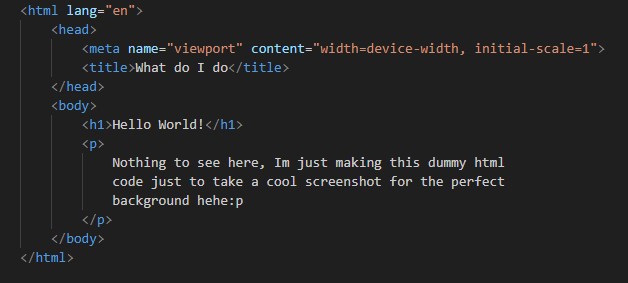 <html lang="en">
<head>
<meta name="viewport" content="width=device-width, initial-scale=1">
<title>What do I do</title>
</head>
<body>
<h1>Hello World!</h1>
<p>
Nothing to see here, Im just making this dummy html
code just to take a cool screenshot for the perfect
background hehe:p
</p>
</body>
</html>